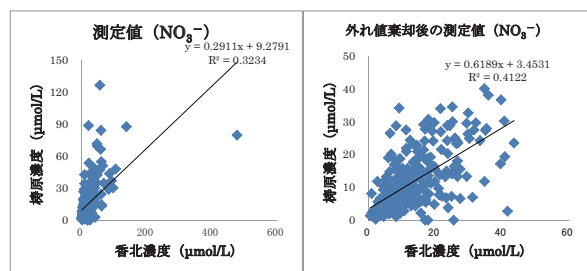 測定値（NO₃⁻）
y = 0.2911x + 9.2791
R² = 0.3234
150
120
90
60
30
0
0
200
400
600
梼原濃度（μmol/L）
香北濃度（μmol/L）
外れ値棄却後の測定値（NO₃⁻）
y = 0.6189x + 3.4531
R² = 0.4122
50
40
30
20
10
0
0
20
40
60
梼原濃度（μmol/L）
香北濃度（μmol/L）